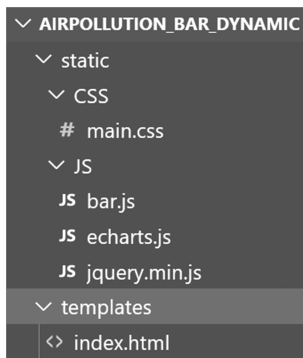 AIRPOLLUTION_BAR_DYNAMIC
static
CSS
# main.css
JS
JS bar.js
JS echarts.js
JS jquery.min.js
templates
<> index.html